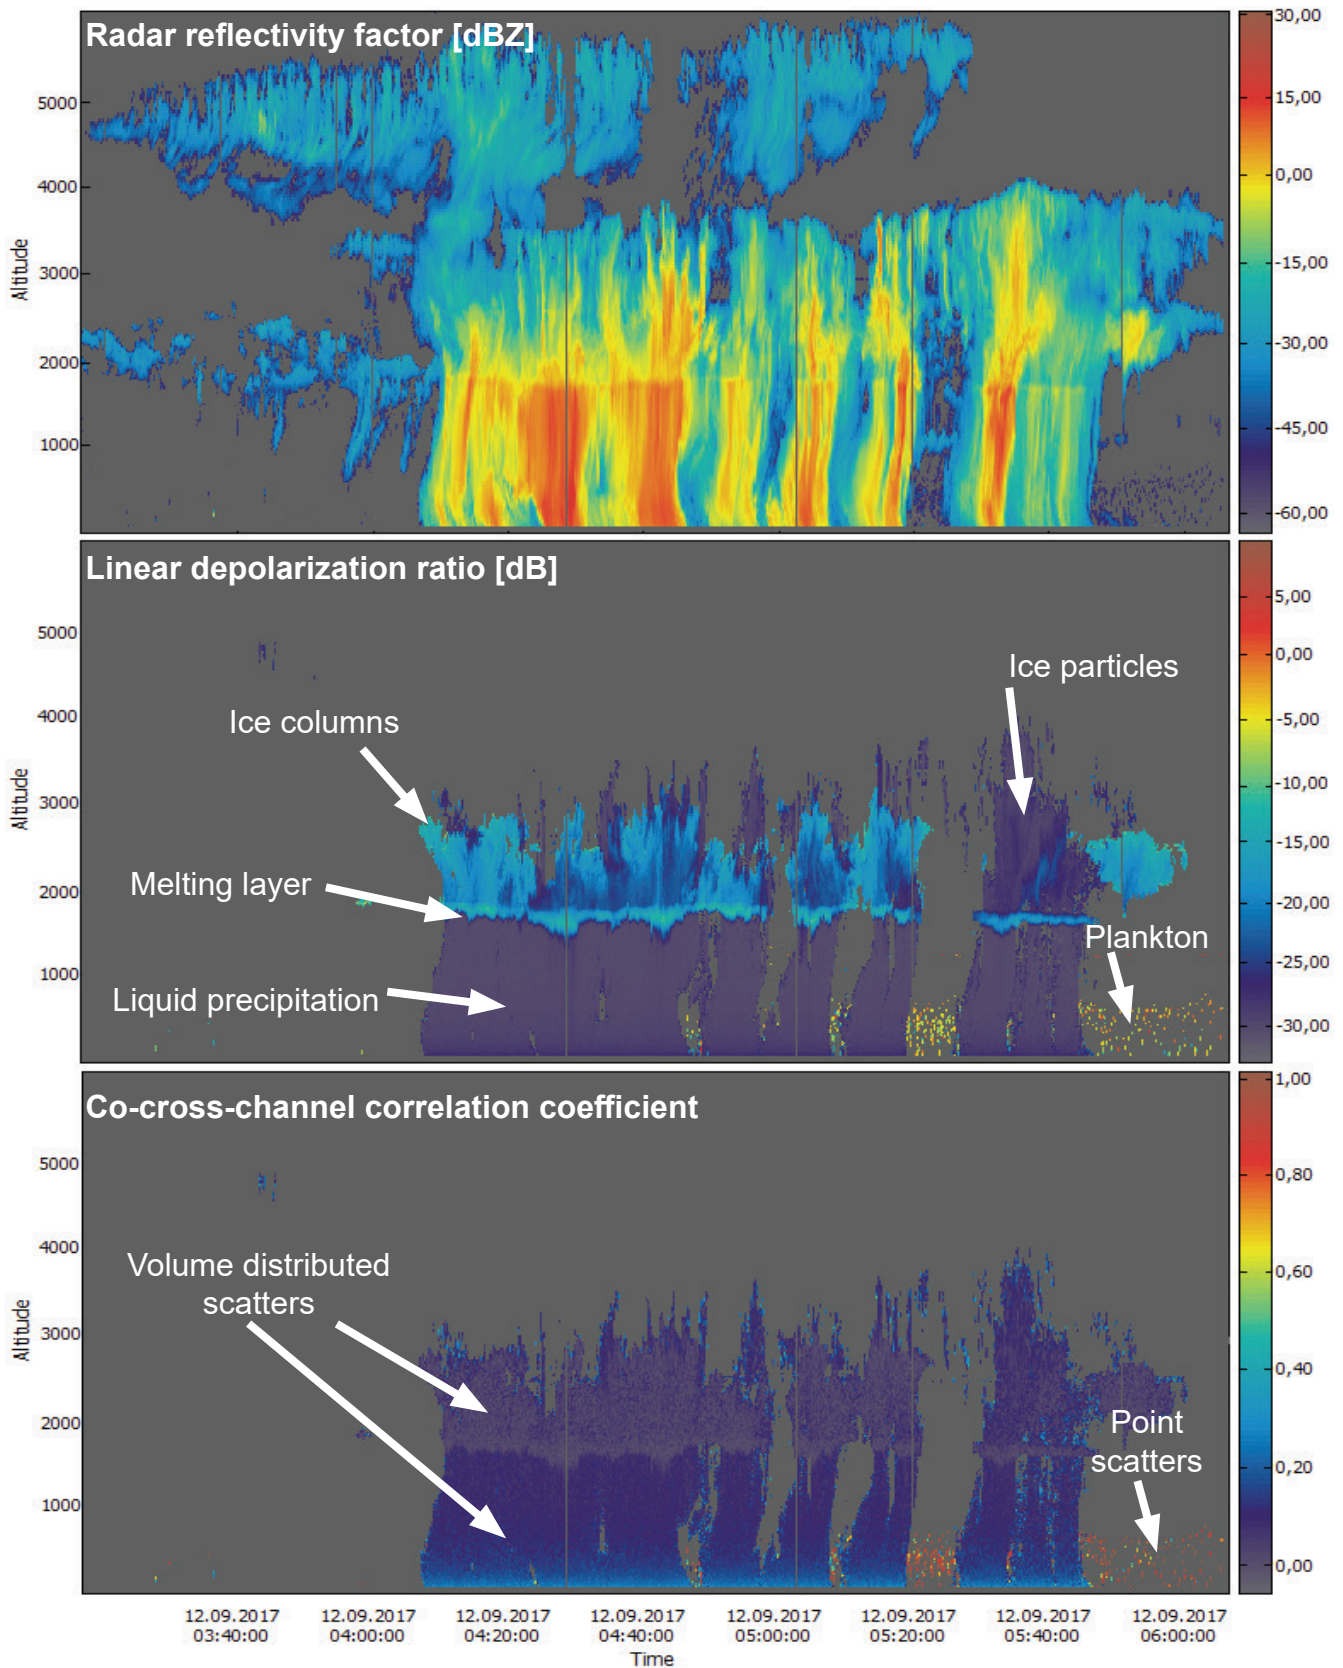 Radar reflectivity factor [dBZ]
5000
4000
3000
2000
1000
Altitude
30,00
15,00
0,00
-15,00
-30,00
-45,00
-60,00
Linear depolarization ratio [dB]
5000
4000
3000
2000
1000
Altitude
Ice particles
Ice columns
Melting layer
Plankton
Liquid precipitation
5,00
0,00
-5,00
-10,00
-15,00
-20,00
-25,00
-30,00
Co-cross-channel correlation coefficient
5000
4000
3000
2000
1000
Altitude
Volume distributed
scatters
Point
scatters
1,00
0,80
0,60
0,40
0,20
0,00
12.09.2017 12.09.2017 12.09.2017 12.09.2017 12.09.2017 12.09.2017 12.09.2017 12.09.2017
03:40:00 04:00:00 04:20:00 04:40:00 05:00:00 05:20:00 05:40:00 06:00:00
Time